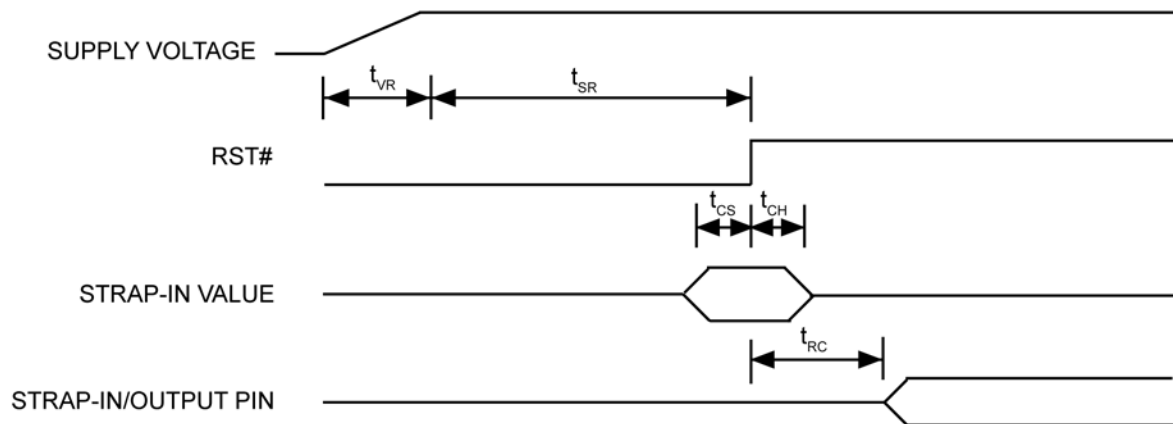 SUPPLY VOLTAGE
tVR
tSR
RST#
tCS
tCH
STRAP-IN VALUE
tRC
STRAP-IN/OUTPUT PIN